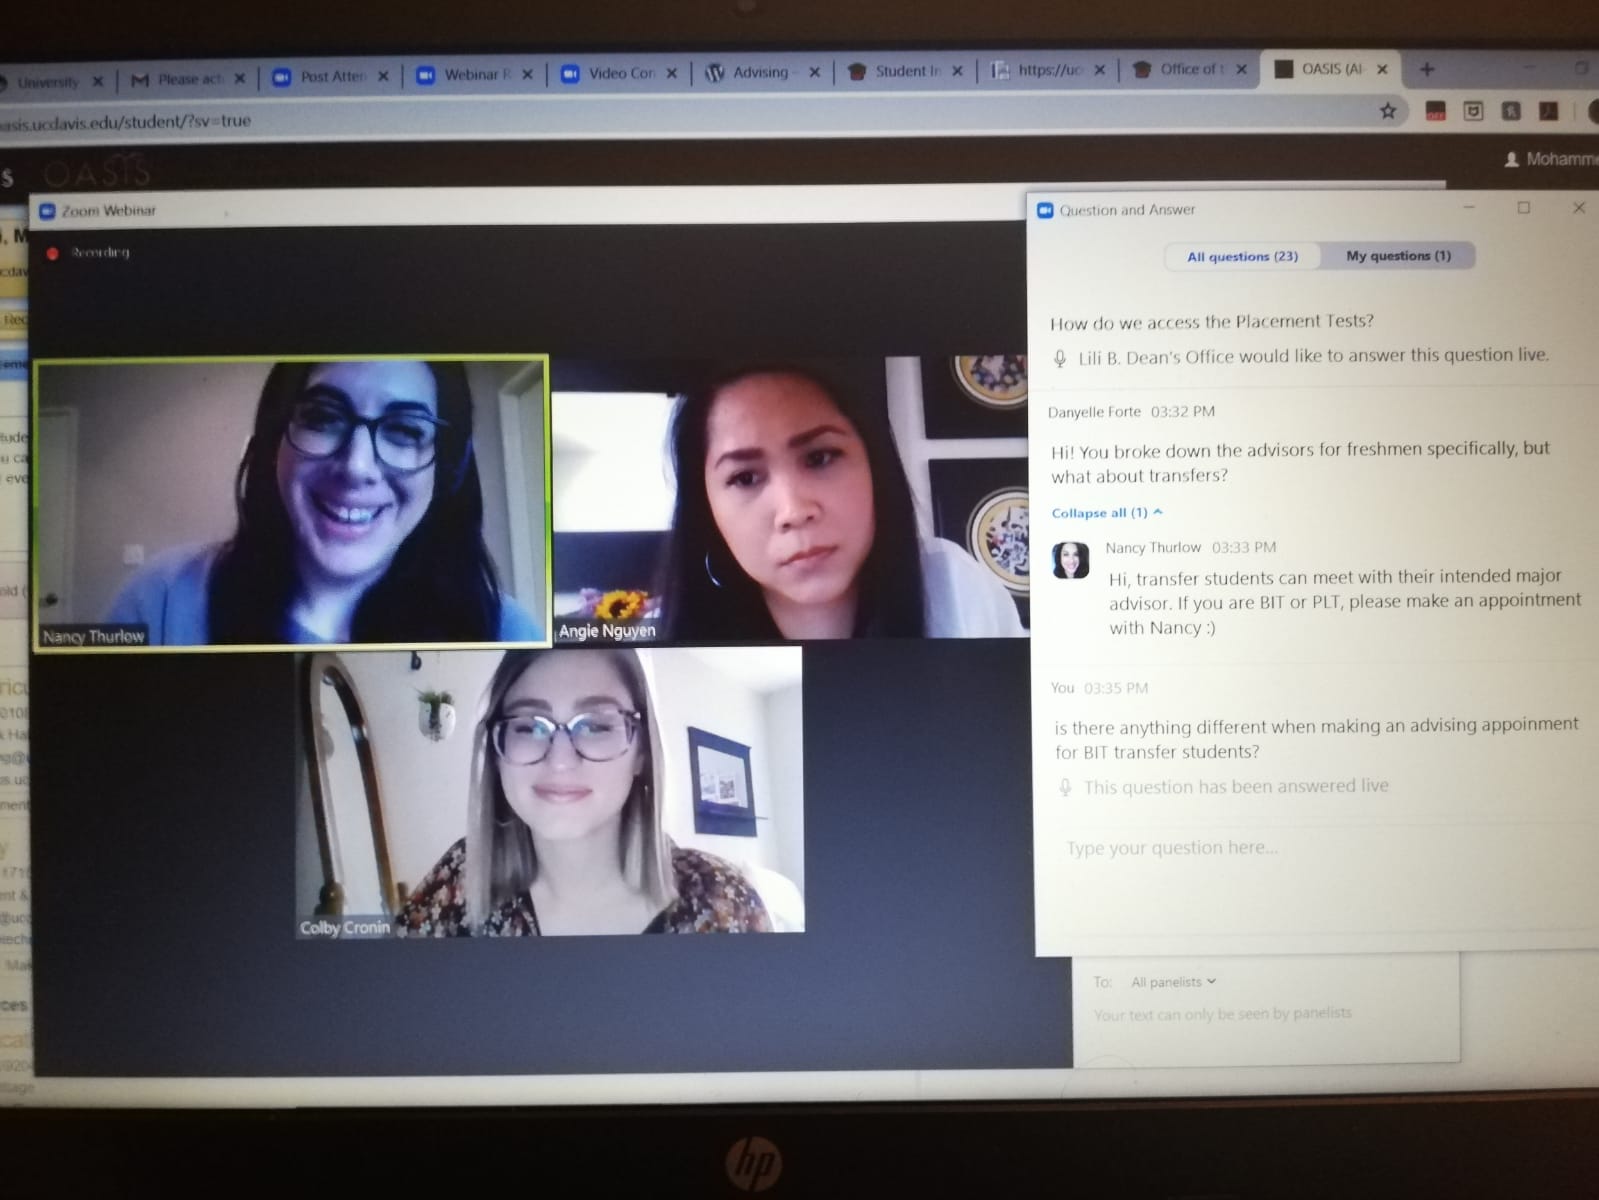 University
Please act
Post Atten
Webinar R
Video Con
Advising -
Student In
https://uc
Office of t
OASIS (Al
asis.ucdavis.edu/student/?sv=true
OASIS
Mohamme
Zoom Webinar
Recording
Nancy Thurlow
Angie Nguyen
Colby Cronin
Question and Answer
All questions (23)
My questions (1)
How do we access the Placement Tests?
Lili B. Dean's Office would like to answer this question live.
Danyelle Forte 03:32 PM
Hi! You broke down the advisors for freshmen specifically, but
what about transfers?
Collapse all (1)
Nancy Thurlow 03:33 PM
Hi, transfer students can meet with their intended major
advisor. If you are BIT or PLT, please make an appointment
with Nancy :)
You 03:35 PM
is there anything different when making an advising appoinment
for BIT transfer students?
This question has been answered live
Type your question here...
To: All panelists
Your text can only be seen by panelists
hp